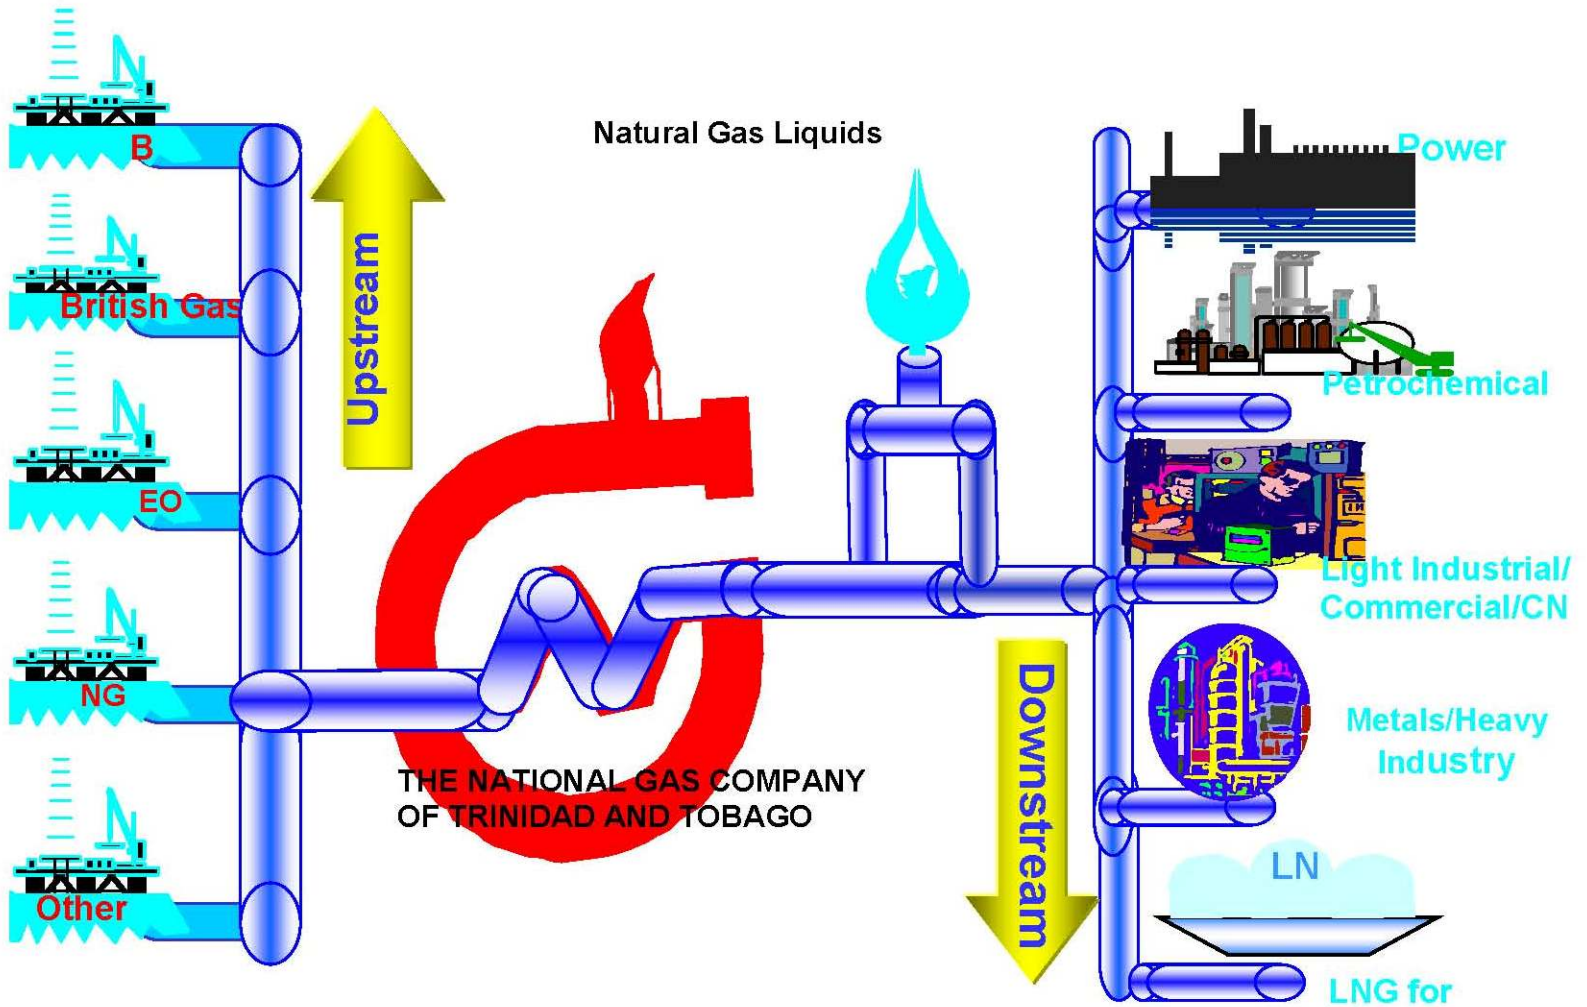 B
British Gas
EO
NG
Other
Upstream
Natural Gas Liquids
THE NATIONAL GAS COMPANY
OF TRINIDAD AND TOBAGO
Downstream
Power
Petrochemical
Light Industrial/
Commercial/CN
Metals/Heavy
Industry
LN
LNG for